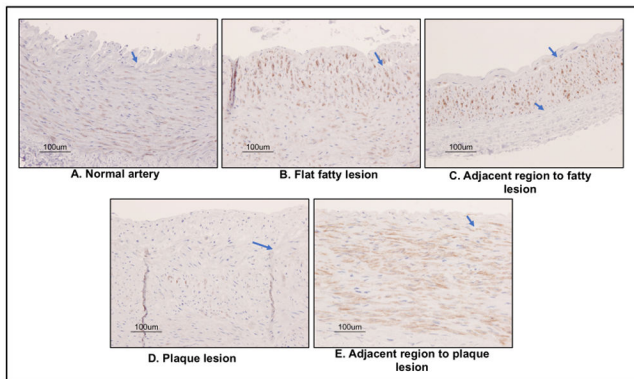 100um
100um
100um
A. Normal artery
B. Flat fatty lesion
C. Adjacent region to fatty
lesion
100um
100um
D. Plaque lesion
E. Adjacent region to plaque
lesion